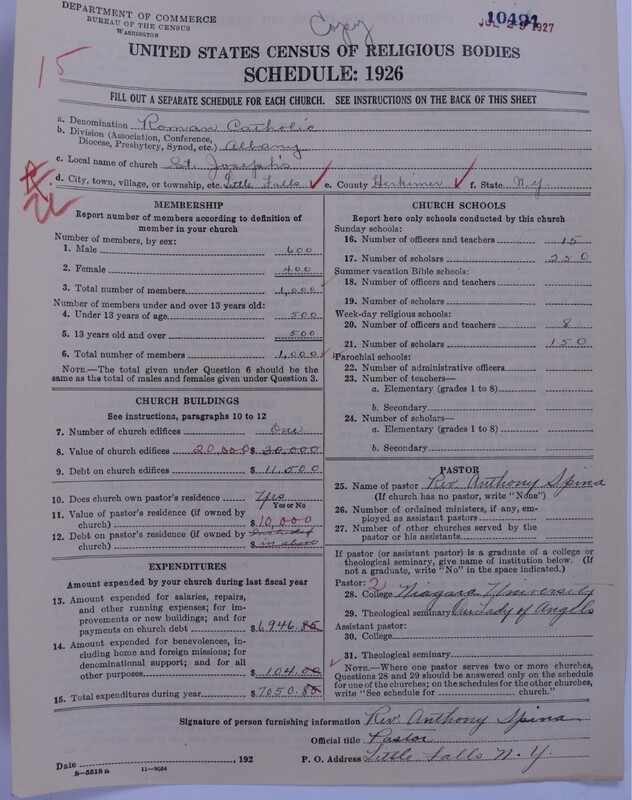 DEPARTMENT OF COMMERCE
BUREAU OF THE CENSUS
WASHINGTON
Copy
10491
JUL 29 1927
15
UNITED STATES CENSUS OF RELIGIOUS BODIES
SCHEDULE: 1926
FILL OUT A SEPARATE SCHEDULE FOR EACH CHURCH. SEE INSTRUCTIONS ON THE BACK OF THIS SHEET
a. Denomination Roman Catholic
b. Division (Association, Conference,
Diocese, Presbytery, Synod, etc.) Albany
c. Local name of church St. Joseph's
d. City, town, village, or township, etc. Little Falls e. County Herkimer f. State N.Y.
MEMBERSHIP
Report number of members according to definition of
member in your church
Number of members, by sex:
1. Male 600
2. Female 400
3. Total number of members 1,000
Number of members under and over 13 years old:
4. Under 13 years of age 500
5. 13 years old and over 500
6. Total number of members 1,000
NOTE.—The total given under Question 6 should be the
same as the total of males and females given under Question 3.
CHURCH BUILDINGS
See instructions, paragraphs 10 to 12
7. Number of church edifices One
8. Value of church edifices 20,000 $ 30,000
9. Debt on church edifices $ 11,500
10. Does church own pastor's residence Yes
Yes or No
11. Value of pastor's residence (if owned by
church) $ 10,000
12. Debt on pastor's residence (if owned by
church) $ in above
EXPENDITURES
Amount expended by your church during last fiscal year
13. Amount expended for salaries, repairs,
and other running expenses; for im-
provements or new buildings; and for
payments on church debt $ 6946.85
14. Amount expended for benevolences, in-
cluding home and foreign missions; for
denominational support; and for all
other purposes $ 104.00
15. Total expenditures during year $ 7050.85
CHURCH SCHOOLS
Report here only schools conducted by this church
Sunday schools:
16. Number of officers and teachers 15
17. Number of scholars 250
Summer vacation Bible schools:
18. Number of officers and teachers
19. Number of scholars
Week-day religious schools:
20. Number of officers and teachers 8
21. Number of scholars 150
Parochial schools:
22. Number of administrative officers
23. Number of teachers—
a. Elementary (grades 1 to 8)
b. Secondary
24. Number of scholars—
a. Elementary (grades 1 to 8)
b. Secondary
PASTOR
25. Name of pastor Rev. Anthony Spina
(If church has no pastor, write "None")
26. Number of ordained ministers, if any, em-
ployed as assistant pastors
27. Number of other churches served by the
pastor or his assistants
If pastor (or assistant pastor) is a graduate of a college or
theological seminary, give name of institution below. (If
not a graduate, write "No" in the space indicated.)
Pastor: 2
28. College Niagara University
29. Theological seminary Our Lady of Angels
Assistant pastor:
30. College
31. Theological seminary
NOTE.—Where one pastor serves two or more churches,
Questions 28 and 29 should be answered only on the schedule
for one of the churches; on the schedules for the other churches,
write "See schedule for church."
Signature of person furnishing information Rev. Anthony Spina
Official title Pastor
Date , 192 P. O. Address Little Falls N.Y.
8—5518a 11—9084